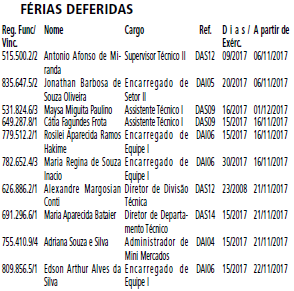 FÉRIAS DEFERIDAS
Reg. Func/ Nome Cargo Ref. Dias/ A partir de
Vinc. Exérc.
515.500.2/2 Antonio Afonso de Mi- Supervisor Técnico II DAS12 09/2017 06/11/2017
randa
835.647.5/2 Jonathan Barbosa de Encarregado de DAI05 20/2017 06/11/2017
Souza Oliveira Setor II
531.824.6/3 Maysa Miguita Paulino Assistente Técnico I DAS09 16/2017 01/12/2017
649.287.8/1 Cátia Fagundes Frota Assistente Técnico I DAS09 15/2017 16/11/2017
779.512.2/1 Rosilei Aparecida Ramos Encarregado de DAI06 15/2017 16/11/2017
Hakime Equipe I
782.652.4/3 Maria Regina de Souza Encarregado de DAI06 30/2017 16/11/2017
Inacio Equipe I
626.886.2/1 Alexandre Margosian Diretor de Divisão DAS12 23/2008 21/11/2017
Conti Técnica
691.296.6/1 Maria Aparecida Bataier Diretor de Departa- DAS14 15/2017 21/11/2017
mento Técnico
755.410.9/4 Adriana Souza e Silva Administrador de DAI04 15/2017 21/11/2017
Mini Mercados
809.856.5/1 Edson Arthur Alves da Encarregado de DAI06 15/2017 22/11/2017
Silva Equipe I